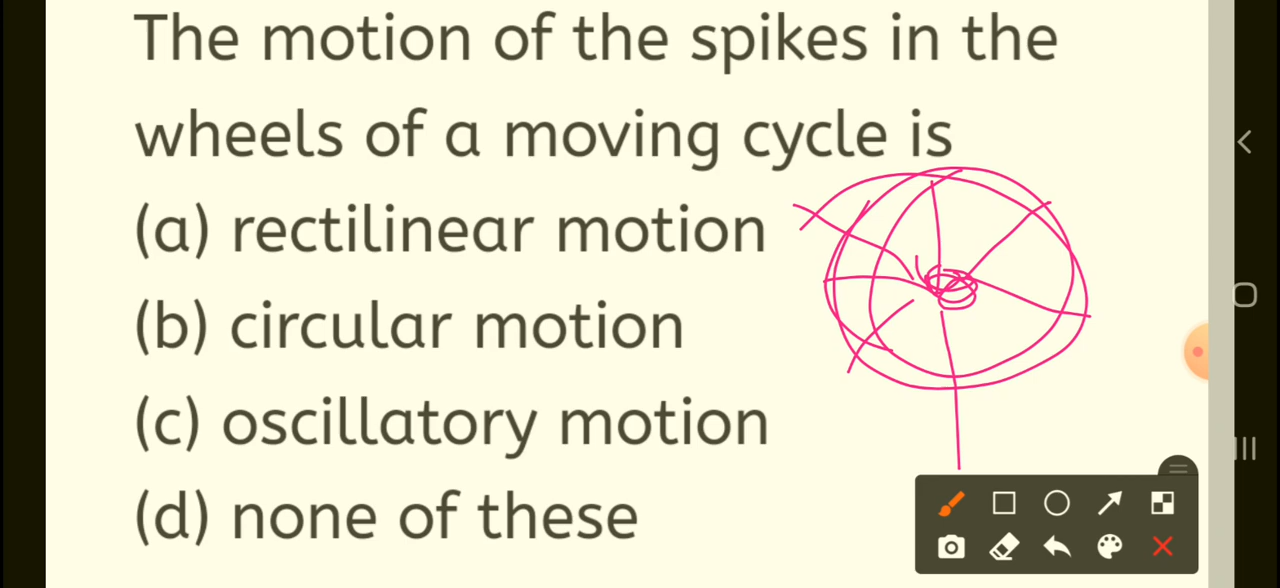 The motion of the spikes in the
wheels of a moving cycle is
(a) rectilinear motion
(b) circular motion
(c) oscillatory motion
(d) none of these